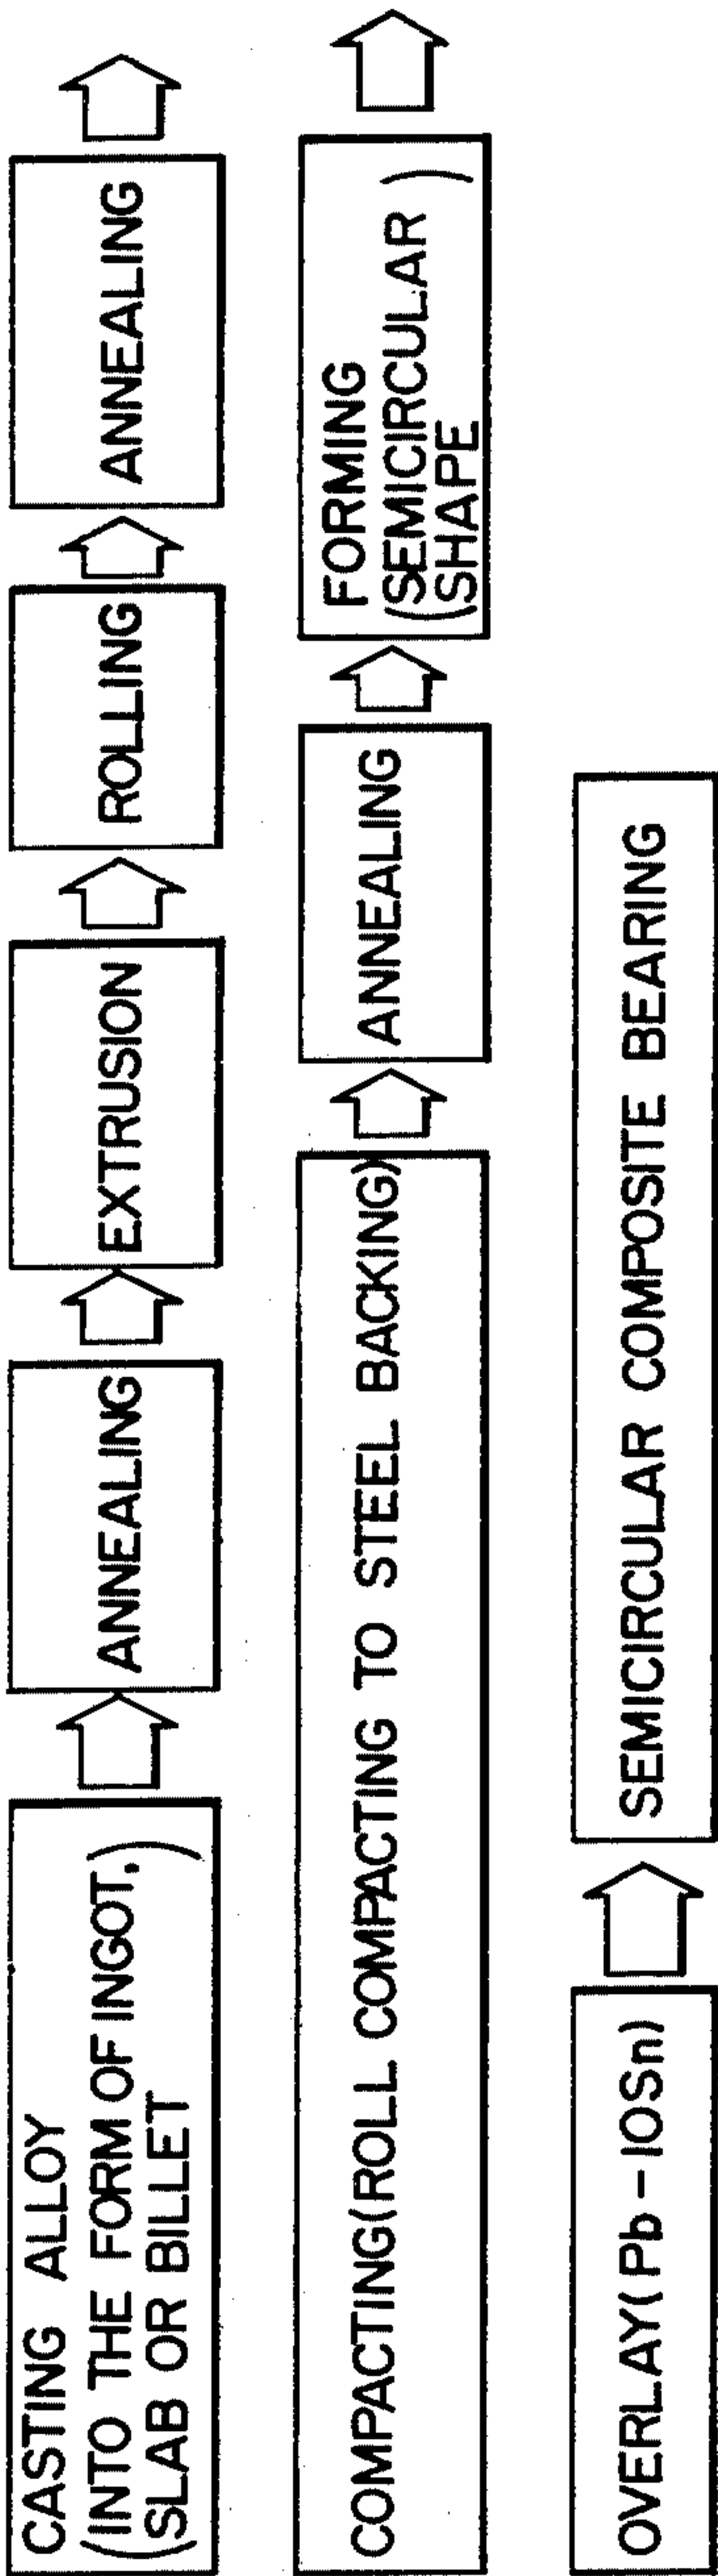 CASTING ALLOY
(INTO THE FORM OF INGOT,
SLAB OR BILLET)
ANNEALING
EXTRUSION
ROLLING
ANNEALING
COMPACTING(ROLL COMPACTING TO STEEL BACKING)
ANNEALING
FORMING
(SEMICIRCULAR
SHAPE)
OVERLAY(Pb-10Sn)
SEMICIRCULAR COMPOSITE BEARING